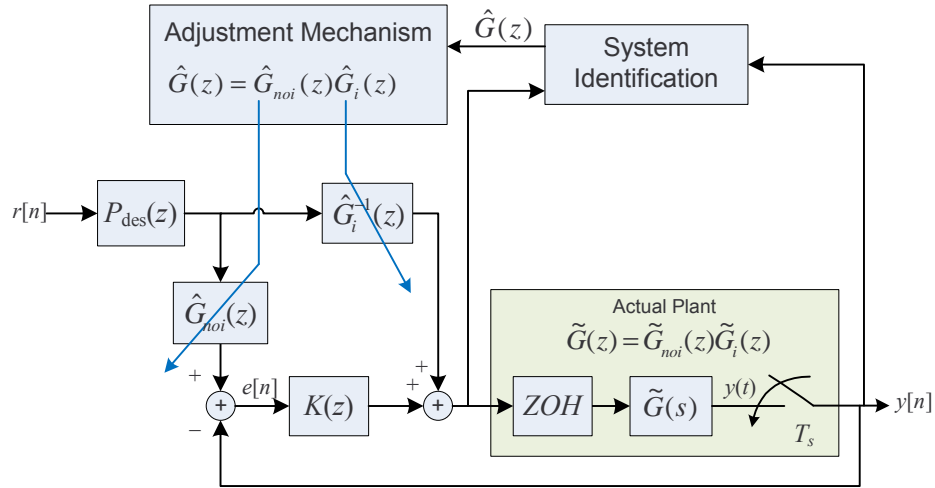 Adjustment Mechanism
Ĝ(z) = Ĝ_noi(z)Ĝ_i(z)
Ĝ(z)
System
Identification
r[n]
P_des(z)
Ĝ_i^-1(z)
Ĝ_noi(z)
Actual Plant
G̃(z) = G̃_noi(z)G̃_i(z)
+
+
+
e[n]
+
−
K(z)
+
ZOH
G̃(s)
y(t)
T_s
y[n]